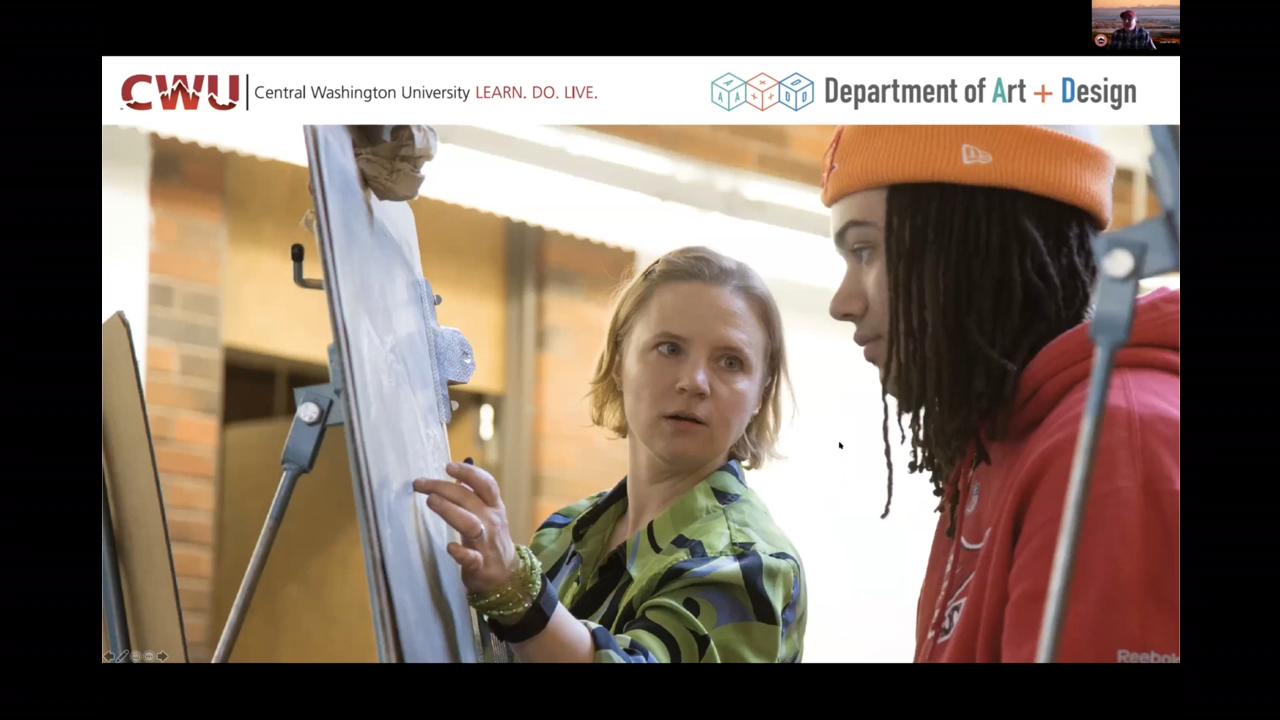 CWU
Central Washington University LEARN. DO. LIVE.
Department of Art + Design
Reebok